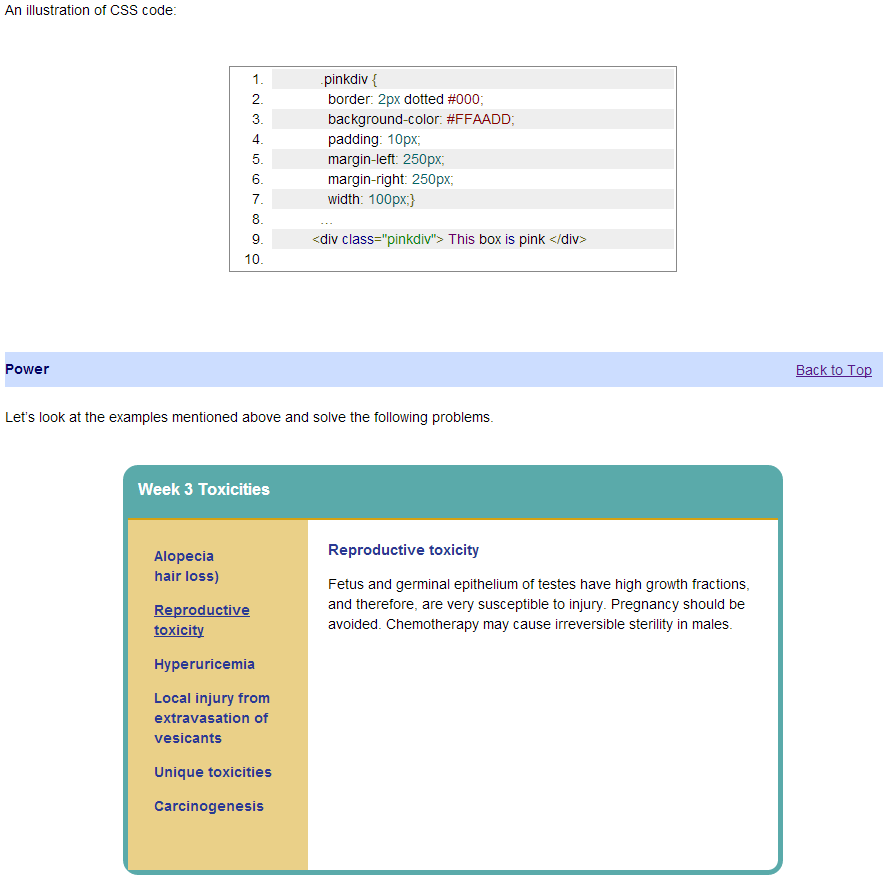 An illustration of CSS code:
1. .pinkdiv {
2. border: 2px dotted #000;
3. background-color: #FFAADD;
4. padding: 10px;
5. margin-left: 250px;
6. margin-right: 250px;
7. width: 100px;}
8. ...
9. <div class="pinkdiv"> This box is pink </div>
10.
Power
Back to Top
Let's look at the examples mentioned above and solve the following problems.
Week 3 Toxicities
Alopecia
hair loss)
Reproductive
toxicity
Hyperuricemia
Local injury from
extravasation of
vesicants
Unique toxicities
Carcinogenesis
Reproductive toxicity
Fetus and germinal epithelium of testes have high growth fractions,
and therefore, are very susceptible to injury. Pregnancy should be
avoided. Chemotherapy may cause irreversible sterility in males.